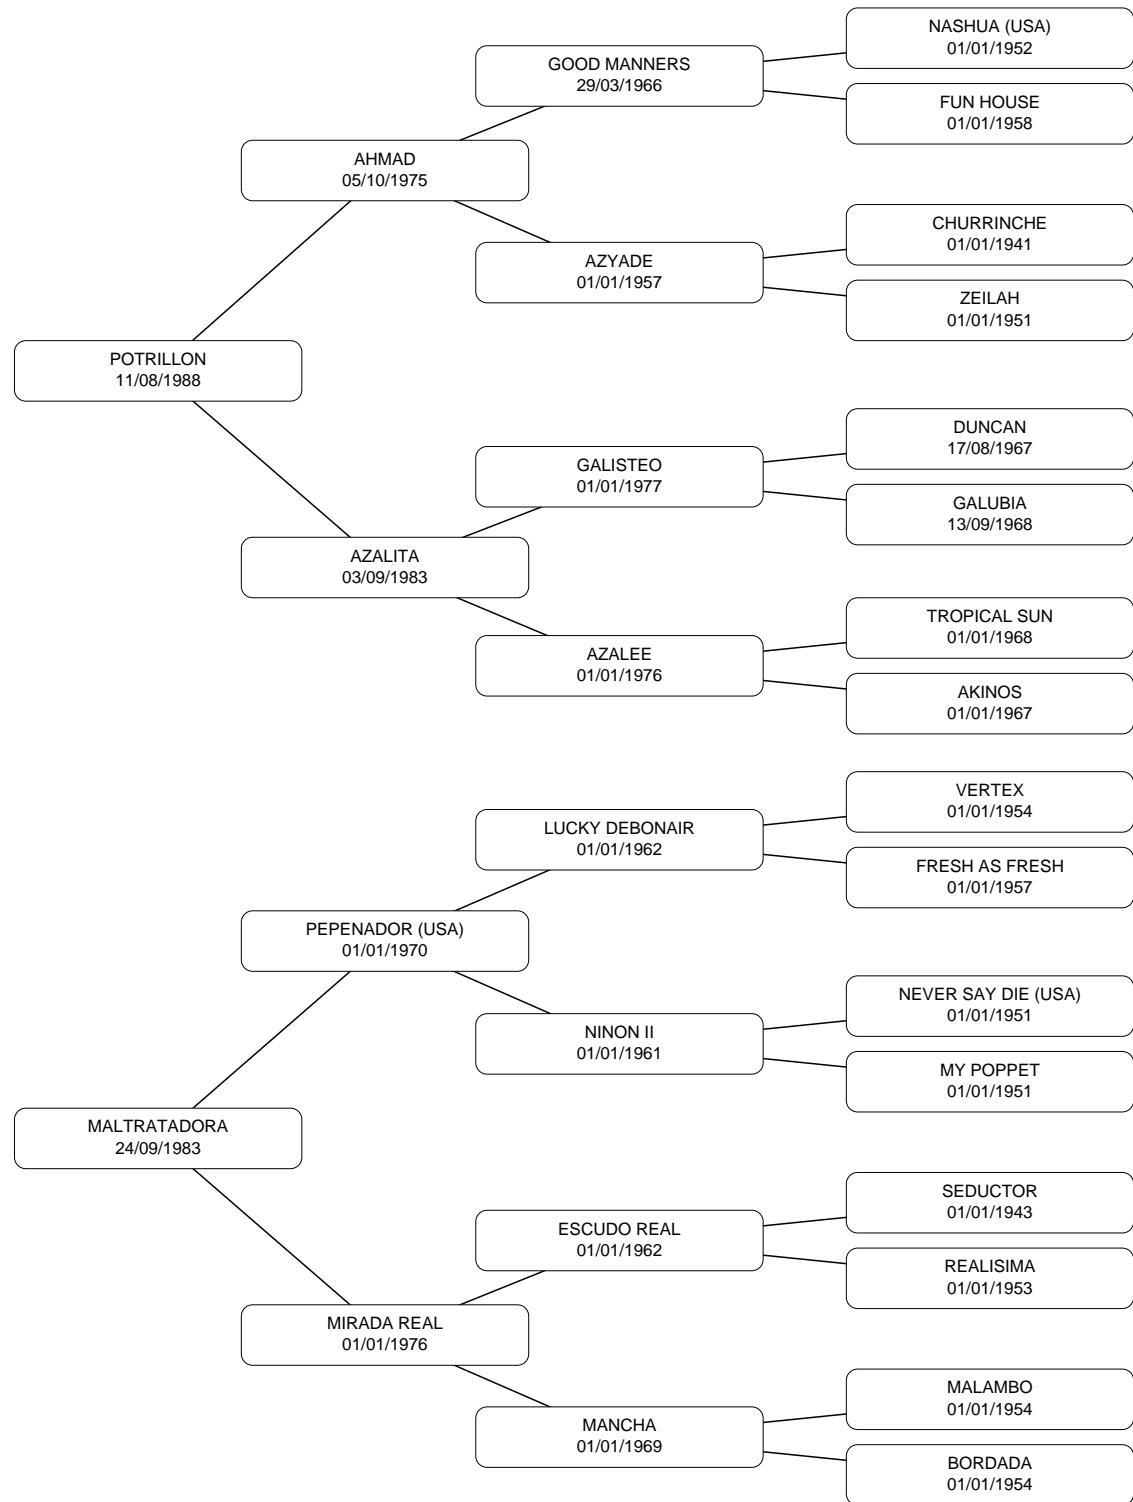 NASHUA (USA)
01/01/1952
GOOD MANNERS
29/03/1966
FUN HOUSE
01/01/1958
AHMAD
05/10/1975
CHURRINCHE
01/01/1941
AZYADE
01/01/1957
ZEILAH
01/01/1951
POTRILLON
11/08/1988
DUNCAN
17/08/1967
GALISTEO
01/01/1977
GALUBIA
13/09/1968
AZALITA
03/09/1983
TROPICAL SUN
01/01/1968
AZALEE
01/01/1976
AKINOS
01/01/1967
VERTEX
01/01/1954
LUCKY DEBONAIR
01/01/1962
FRESH AS FRESH
01/01/1957
PEPENADOR (USA)
01/01/1970
NEVER SAY DIE (USA)
01/01/1951
NINON II
01/01/1961
MY POPPET
01/01/1951
MALTRATADORA
24/09/1983
SEDUCTOR
01/01/1943
ESCUDO REAL
01/01/1962
REALISIMA
01/01/1953
MIRADA REAL
01/01/1976
MALAMBO
01/01/1954
MANCHA
01/01/1969
BORDADA
01/01/1954